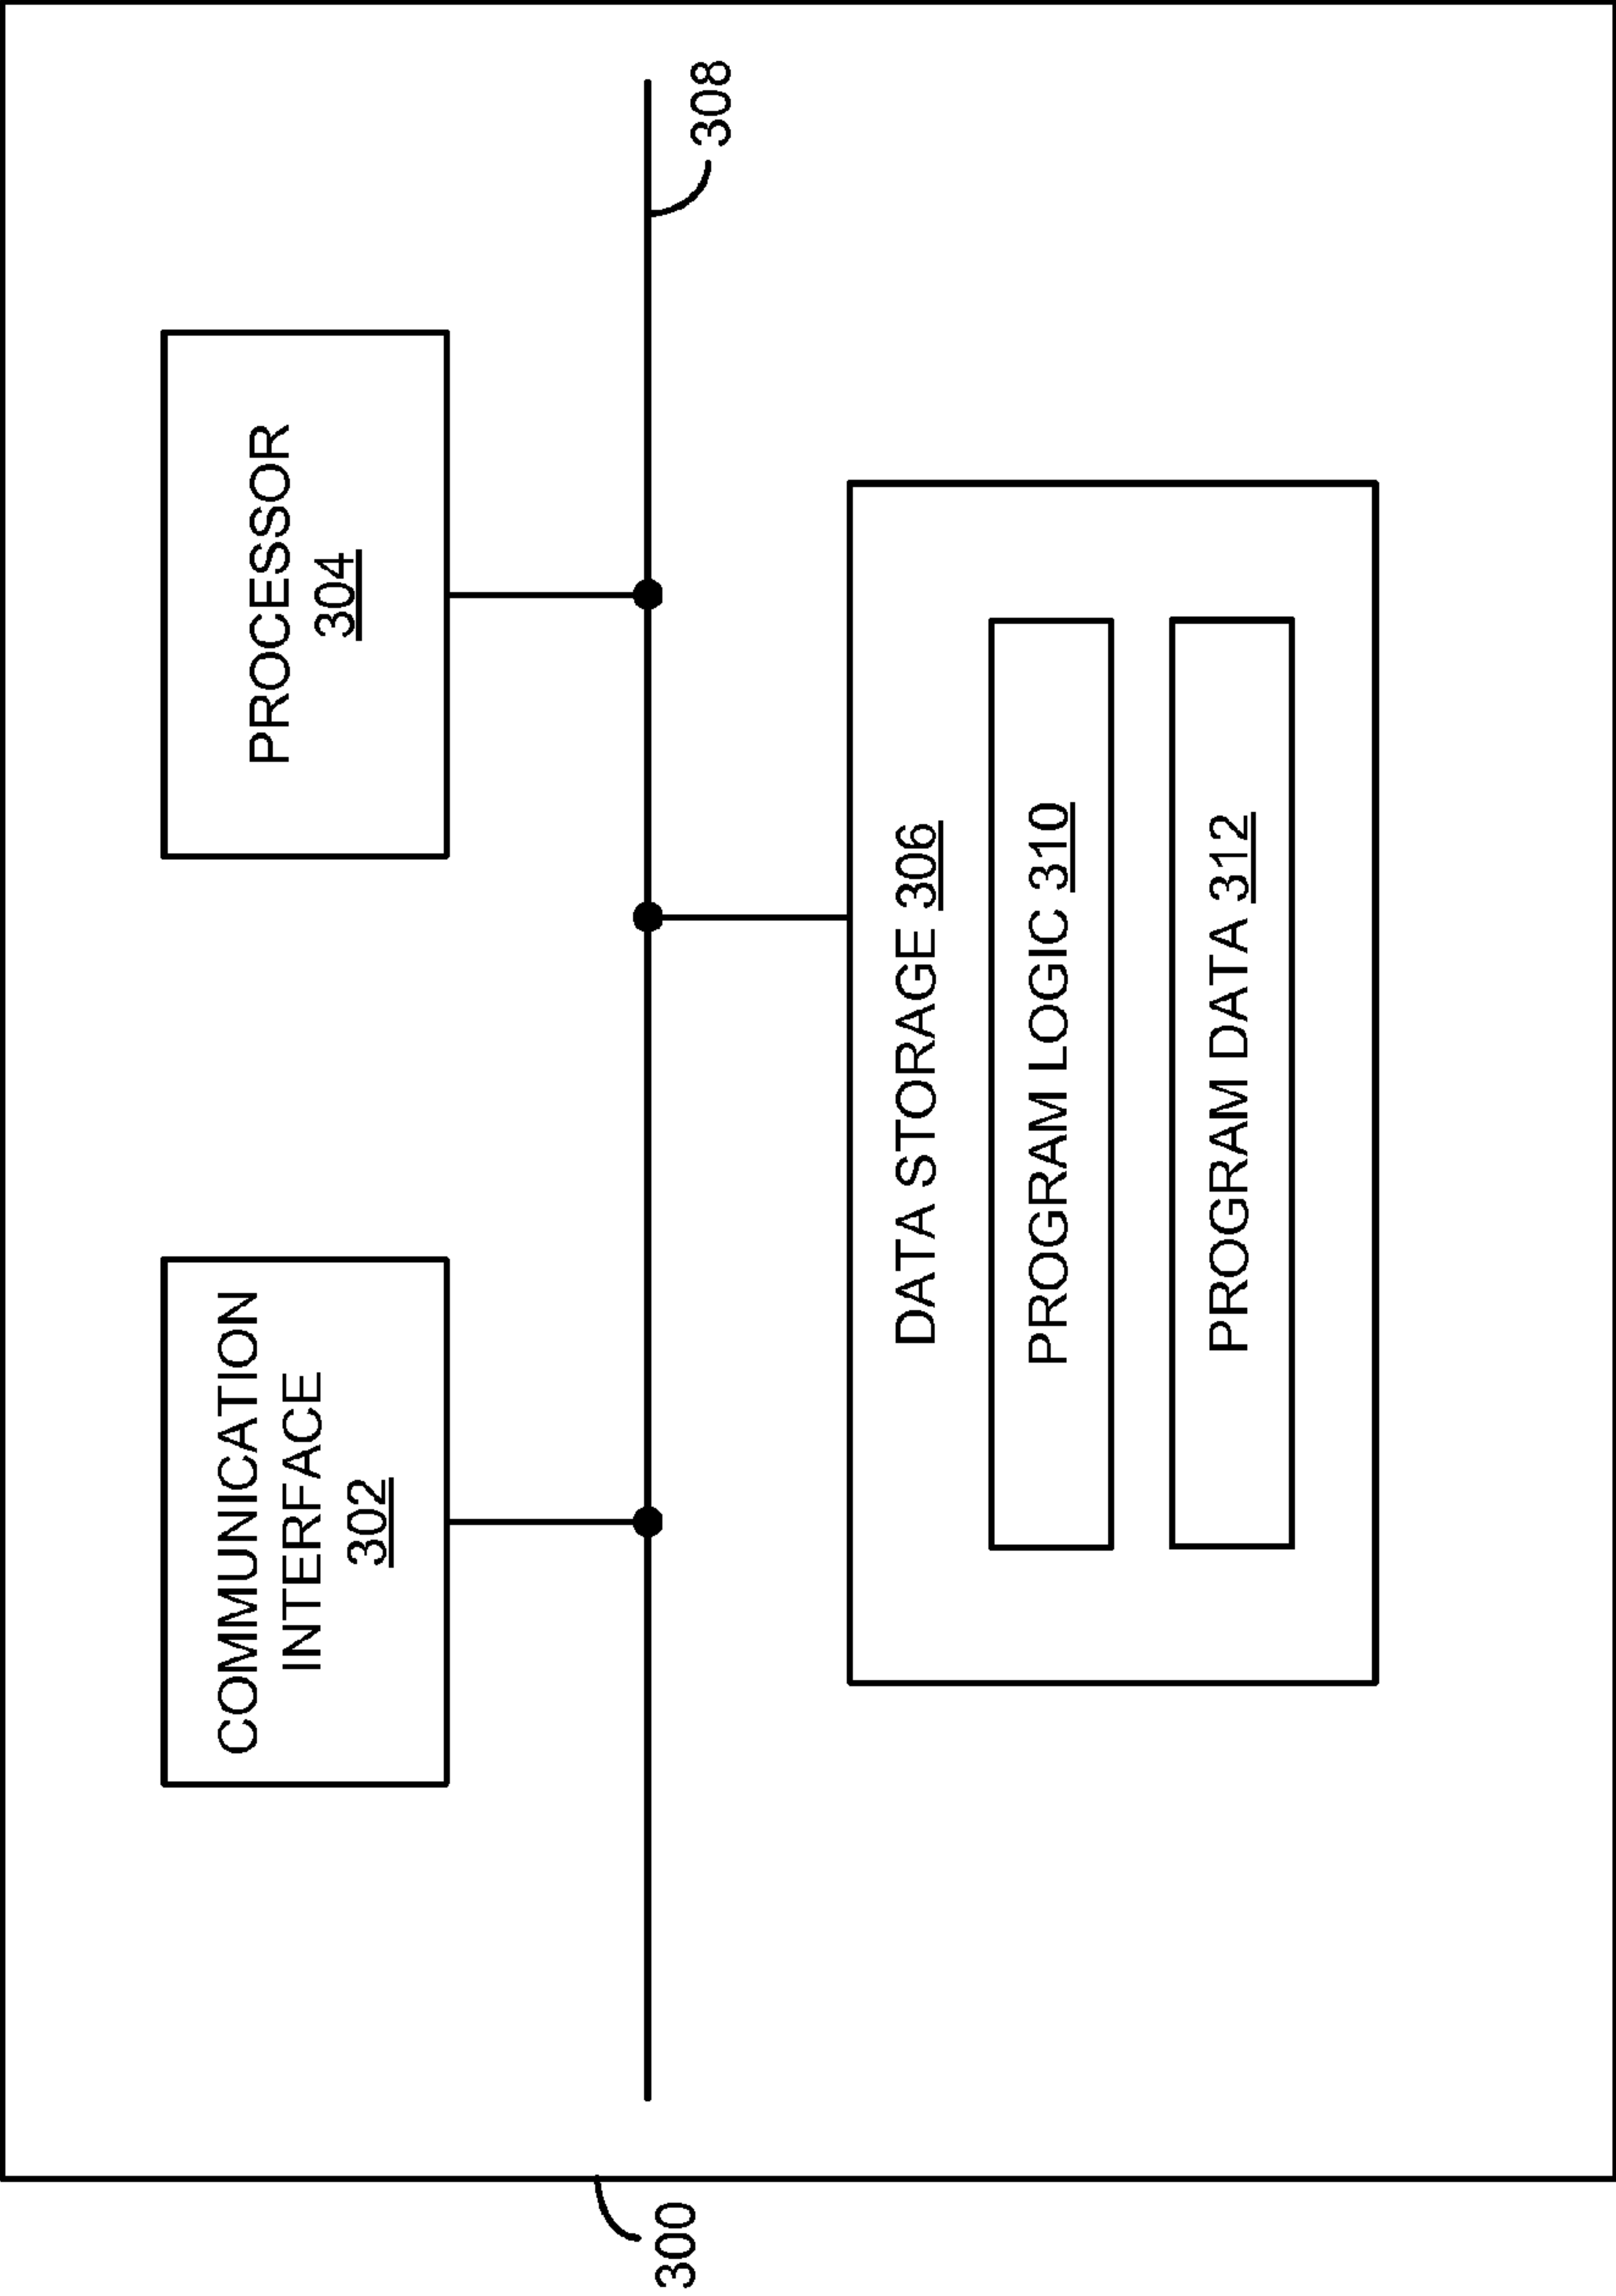 300
COMMUNICATION
INTERFACE
302
PROCESSOR
304
308
DATA STORAGE 306
PROGRAM LOGIC 310
PROGRAM DATA 312